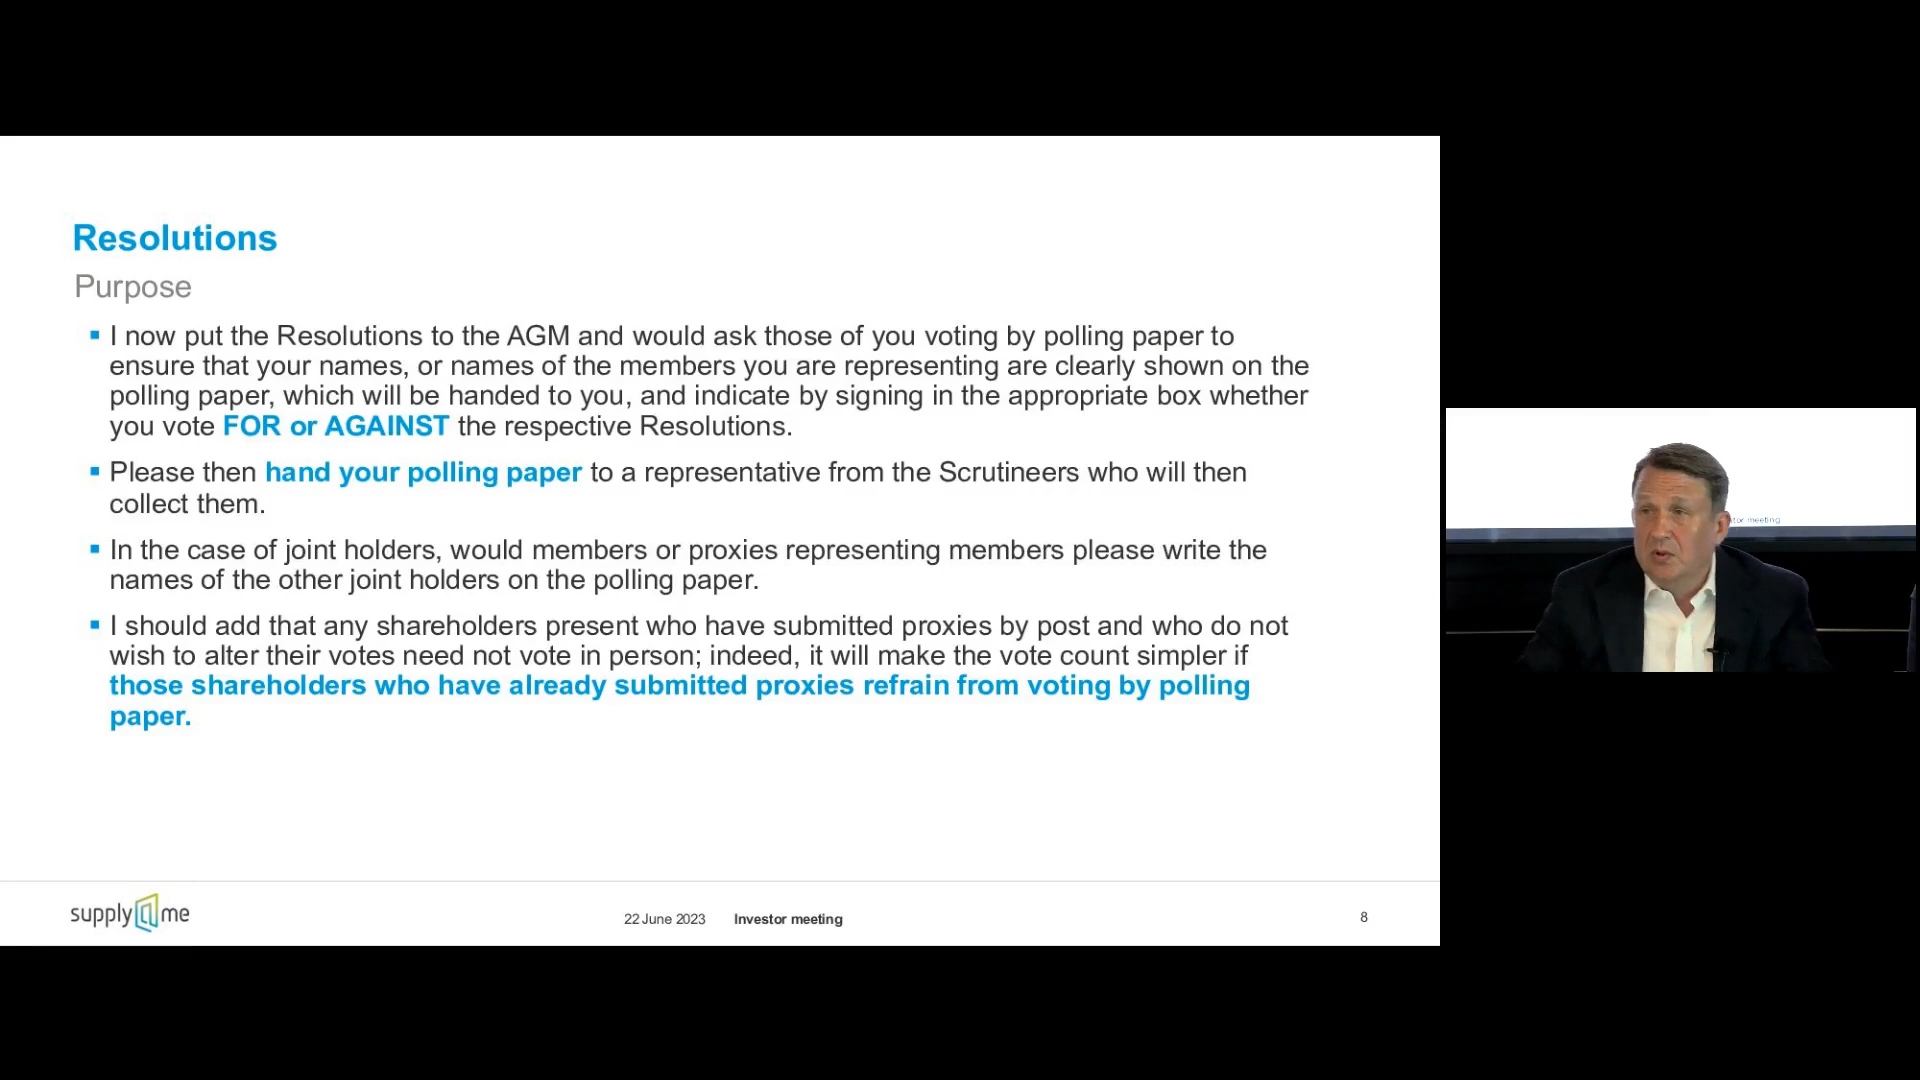 Resolutions
Purpose
▪ I now put the Resolutions to the AGM and would ask those of you voting by polling paper to
ensure that your names, or names of the members you are representing are clearly shown on the
polling paper, which will be handed to you, and indicate by signing in the appropriate box whether
you vote FOR or AGAINST the respective Resolutions.
▪ Please then hand your polling paper to a representative from the Scrutineers who will then
collect them.
▪ In the case of joint holders, would members or proxies representing members please write the
names of the other joint holders on the polling paper.
▪ I should add that any shareholders present who have submitted proxies by post and who do not
wish to alter their votes need not vote in person; indeed, it will make the vote count simpler if
those shareholders who have already submitted proxies refrain from voting by polling
paper.
supply@me
22 June 2023 Investor meeting
8
meeting